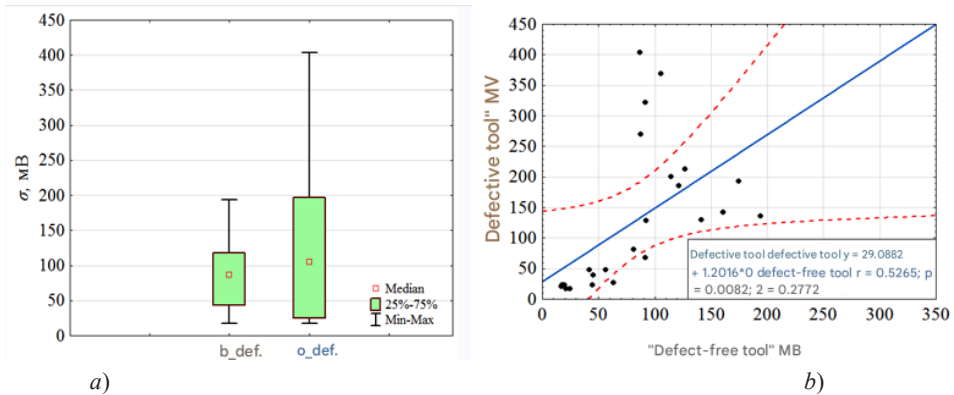 450
400
350
300
250
200
150
100
50
0
σ, мВ
Median
25%-75%
Min-Max
b_def.
o_def.
a)
450
400
350
300
250
200
150
100
50
0
Defective tool" MV
Defective tool defective tool y = 29.0882
+ 1.2016*0 defect-free tool r = 0.5265; p
= 0.0082; 2 = 0.2772
0 50 100 150 200 250 300 350
"Defect-free tool" MB
b)